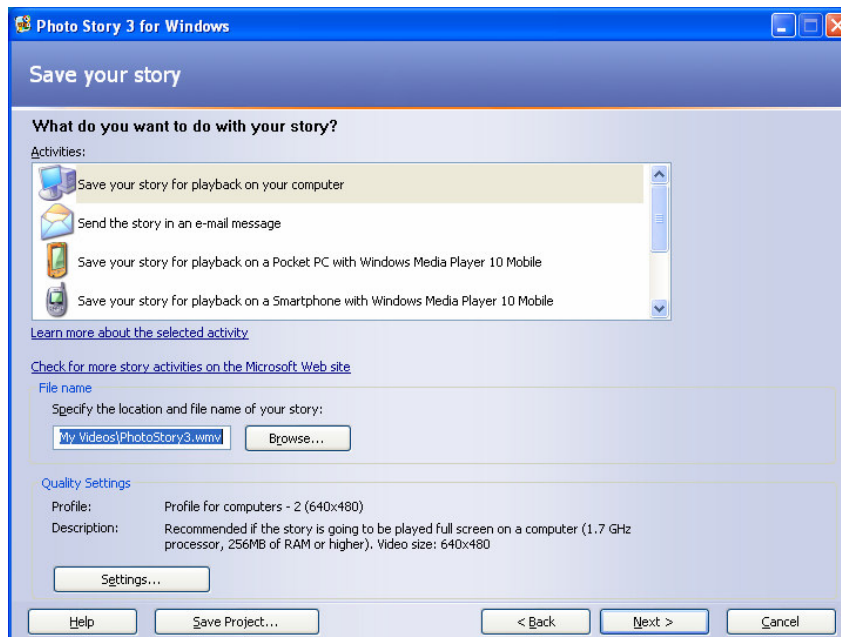 Photo Story 3 for Windows
Save your story
What do you want to do with your story?
Activities:
Save your story for playback on your computer
Send the story in an e-mail message
Save your story for playback on a Pocket PC with Windows Media Player 10 Mobile
Save your story for playback on a Smartphone with Windows Media Player 10 Mobile
Learn more about the selected activity
Check for more story activities on the Microsoft Web site
File name
Specify the location and file name of your story:
My Videos\PhotoStory3.wmv Browse...
Quality Settings
Profile: Profile for computers - 2 (640x480)
Description: Recommended if the story is going to be played full screen on a computer (1.7 GHz
processor, 256MB of RAM or higher). Video size: 640x480
Settings...
Help Save Project... < Back Next > Cancel